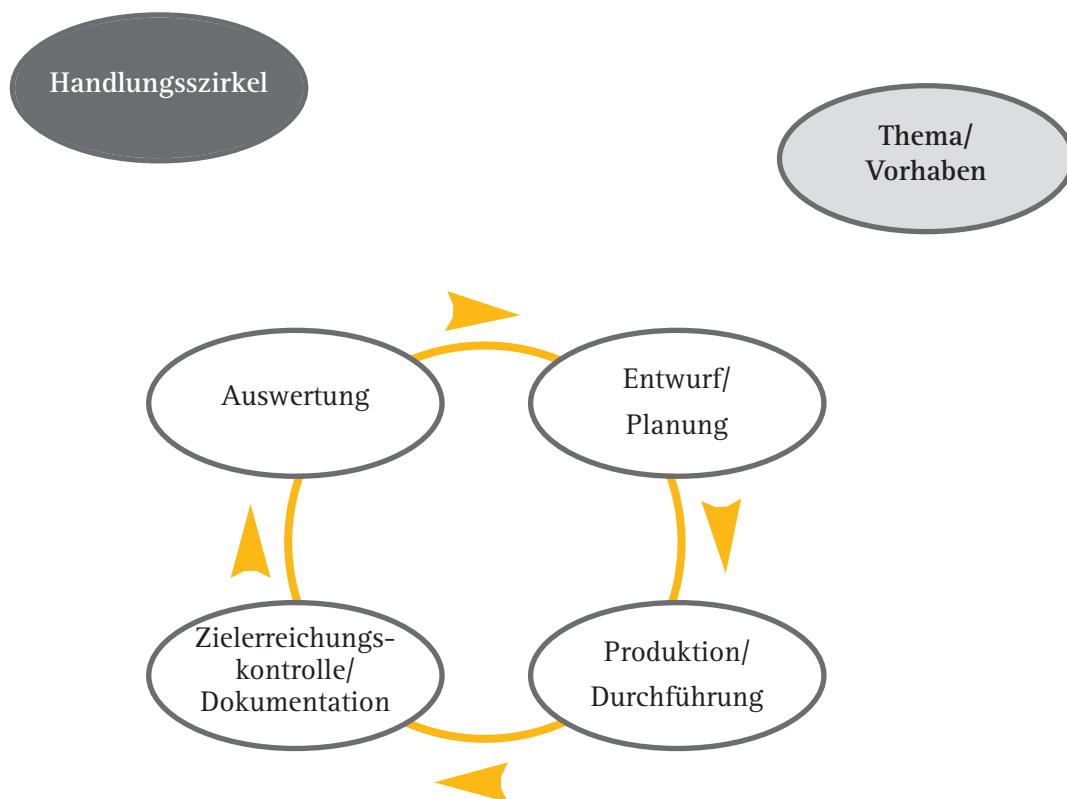 Handlungsszirkel
Thema/
Vorhaben
Auswertung
Entwurf/
Planung
Zielerreichungs-
kontrolle/
Dokumentation
Produktion/
Durchführung